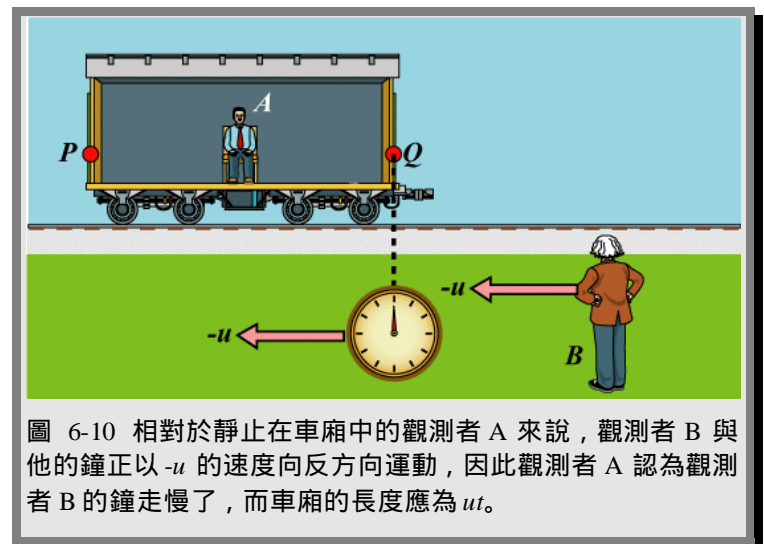 A
P
Q
-u
-u
B
圖 6-10 相對於靜止在車廂中的觀測者 A 來說，觀測者 B 與
他的鐘正以 -u 的速度向反方向運動，因此觀測者 A 認為觀測
者 B 的鐘走慢了，而車廂的長度應為 ut。